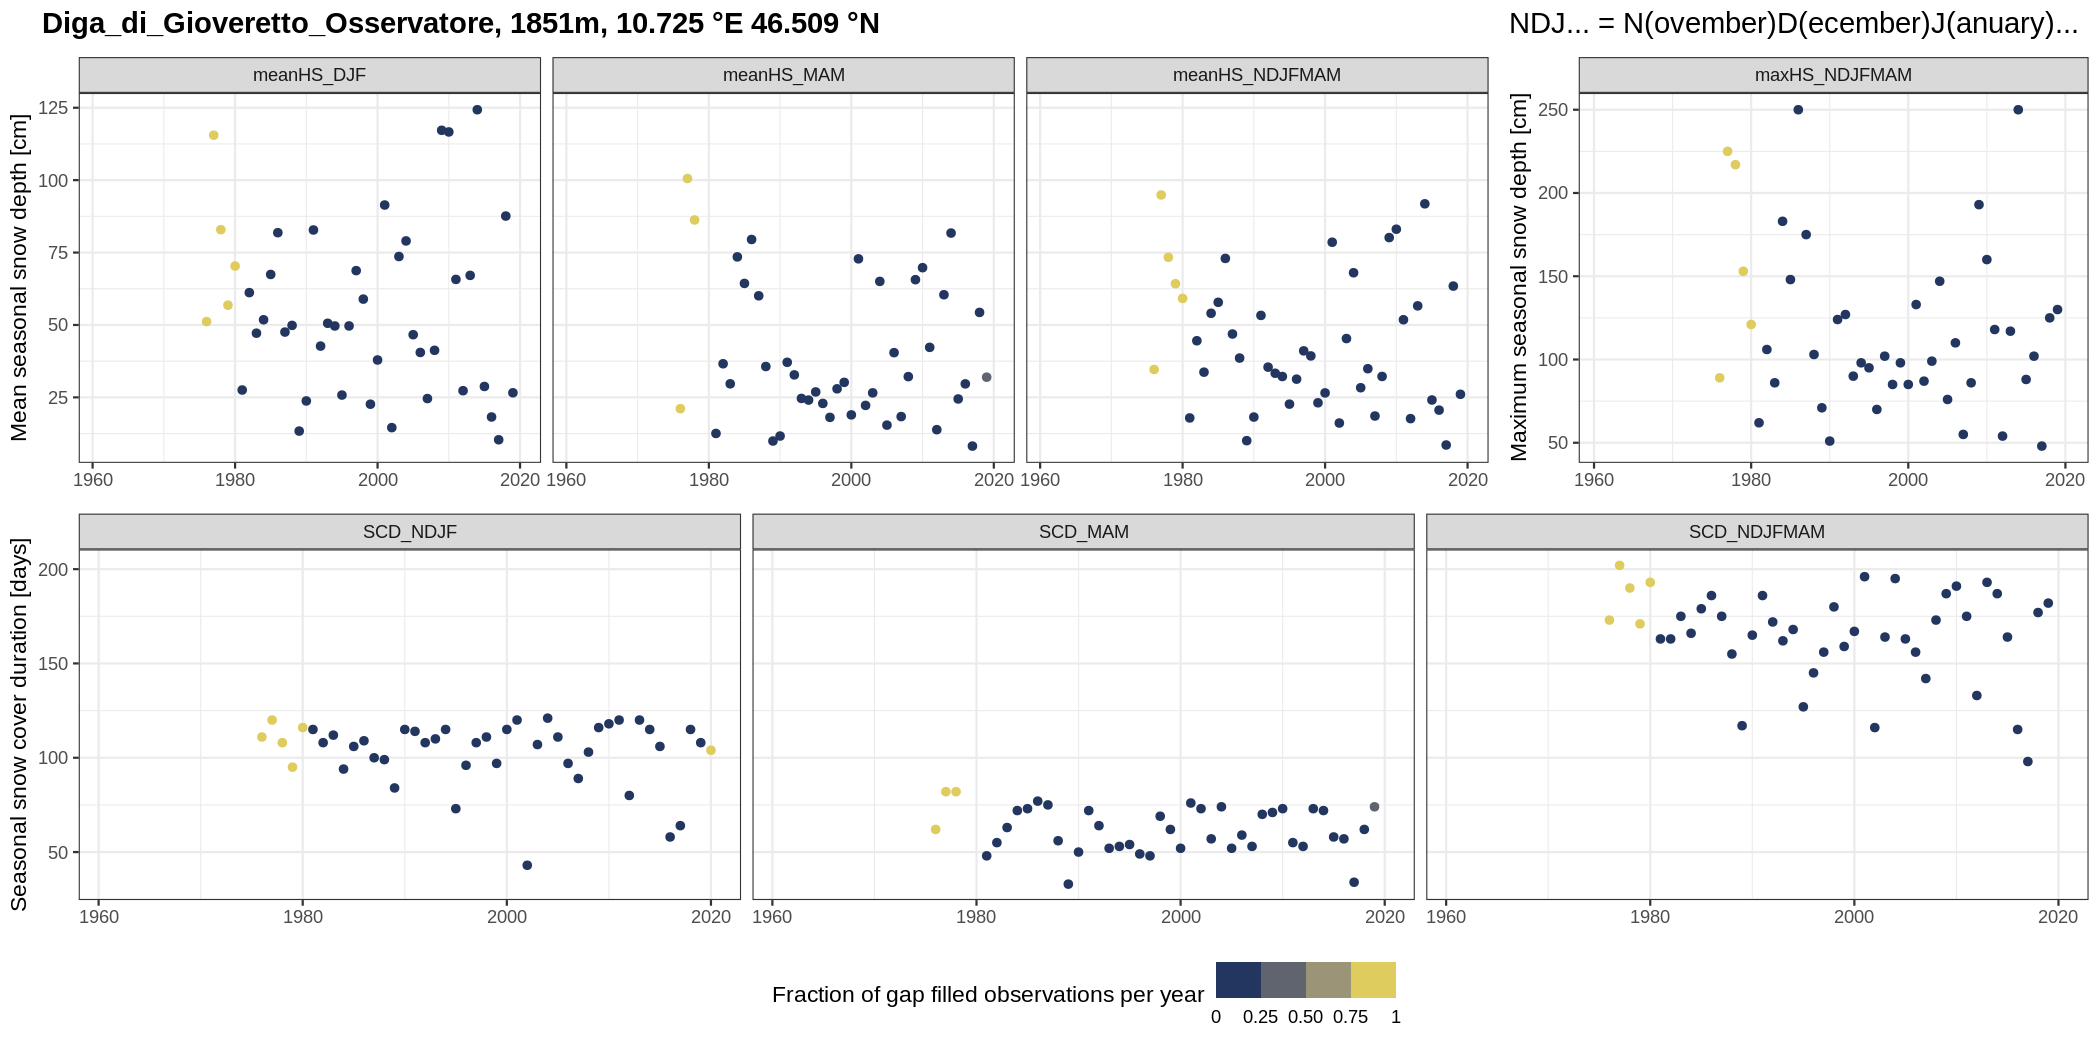 Diga_di_Gioveretto_Osservatore, 1851m, 10.725 °E 46.509 °N
NDJ... = N(ovember)D(ecember)J(anuary)...
meanHS_DJF
meanHS_MAM
meanHS_NDJFMAM
maxHS_NDJFMAM
Mean seasonal snow depth [cm]
125
100
75
50
25
Maximum seasonal snow depth [cm]
250
200
150
100
50
1960 1980 2000 2020
1960 1980 2000 2020
1960 1980 2000 2020
1960 1980 2000 2020
SCD_NDJF
SCD_MAM
SCD_NDJFMAM
Seasonal snow cover duration [days]
200
150
100
50
1960 1980 2000 2020
1960 1980 2000 2020
1960 1980 2000 2020
Fraction of gap filled observations per year
0 0.25 0.50 0.75 1